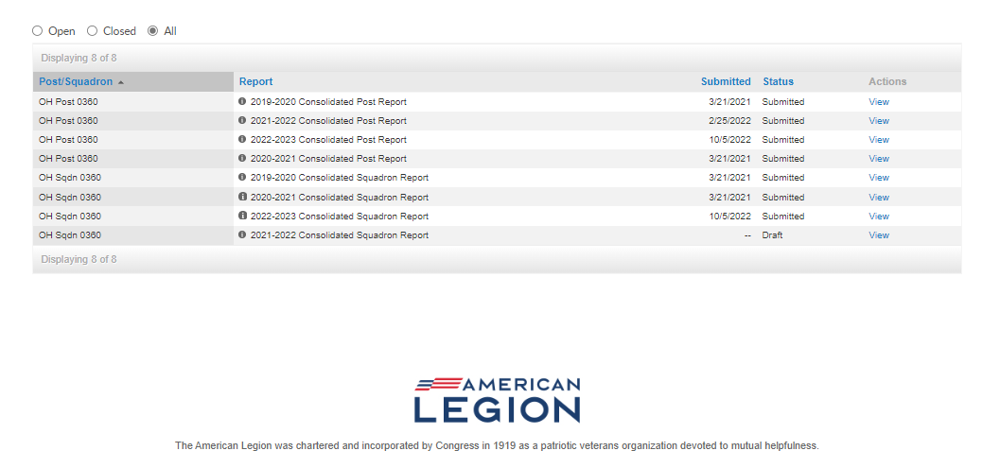 Open Closed All
Displaying 8 of 8
Post/Squadron Report Submitted Status Actions
OH Post 0360 2019-2020 Consolidated Post Report 3/21/2021 Submitted View
OH Post 0360 2021-2022 Consolidated Post Report 2/25/2022 Submitted View
OH Post 0360 2022-2023 Consolidated Post Report 10/5/2022 Submitted View
OH Post 0360 2020-2021 Consolidated Post Report 3/21/2021 Submitted View
OH Sqdn 0360 2019-2020 Consolidated Squadron Report 3/21/2021 Submitted View
OH Sqdn 0360 2020-2021 Consolidated Squadron Report 3/21/2021 Submitted View
OH Sqdn 0360 2022-2023 Consolidated Squadron Report 10/5/2022 Submitted View
OH Sqdn 0360 2021-2022 Consolidated Squadron Report -- Draft View
Displaying 8 of 8
AMERICAN
LEGION
The American Legion was chartered and incorporated by Congress in 1919 as a patriotic veterans organization devoted to mutual helpfulness.